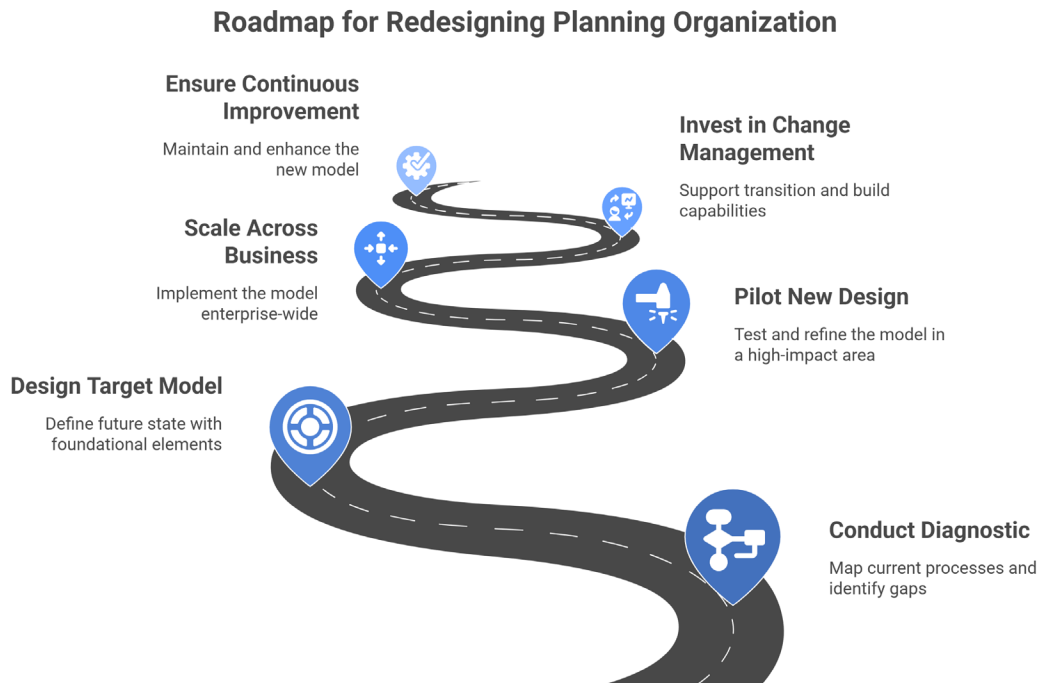 Roadmap for Redesigning Planning Organization
Ensure Continuous
Improvement
Maintain and enhance the
new model
Invest in Change
Management
Support transition and build
capabilities
Scale Across
Business
Implement the model
enterprise-wide
Pilot New Design
Test and refine the model in
a high-impact area
Design Target Model
Define future state with
foundational elements
Conduct Diagnostic
Map current processes and
identify gaps